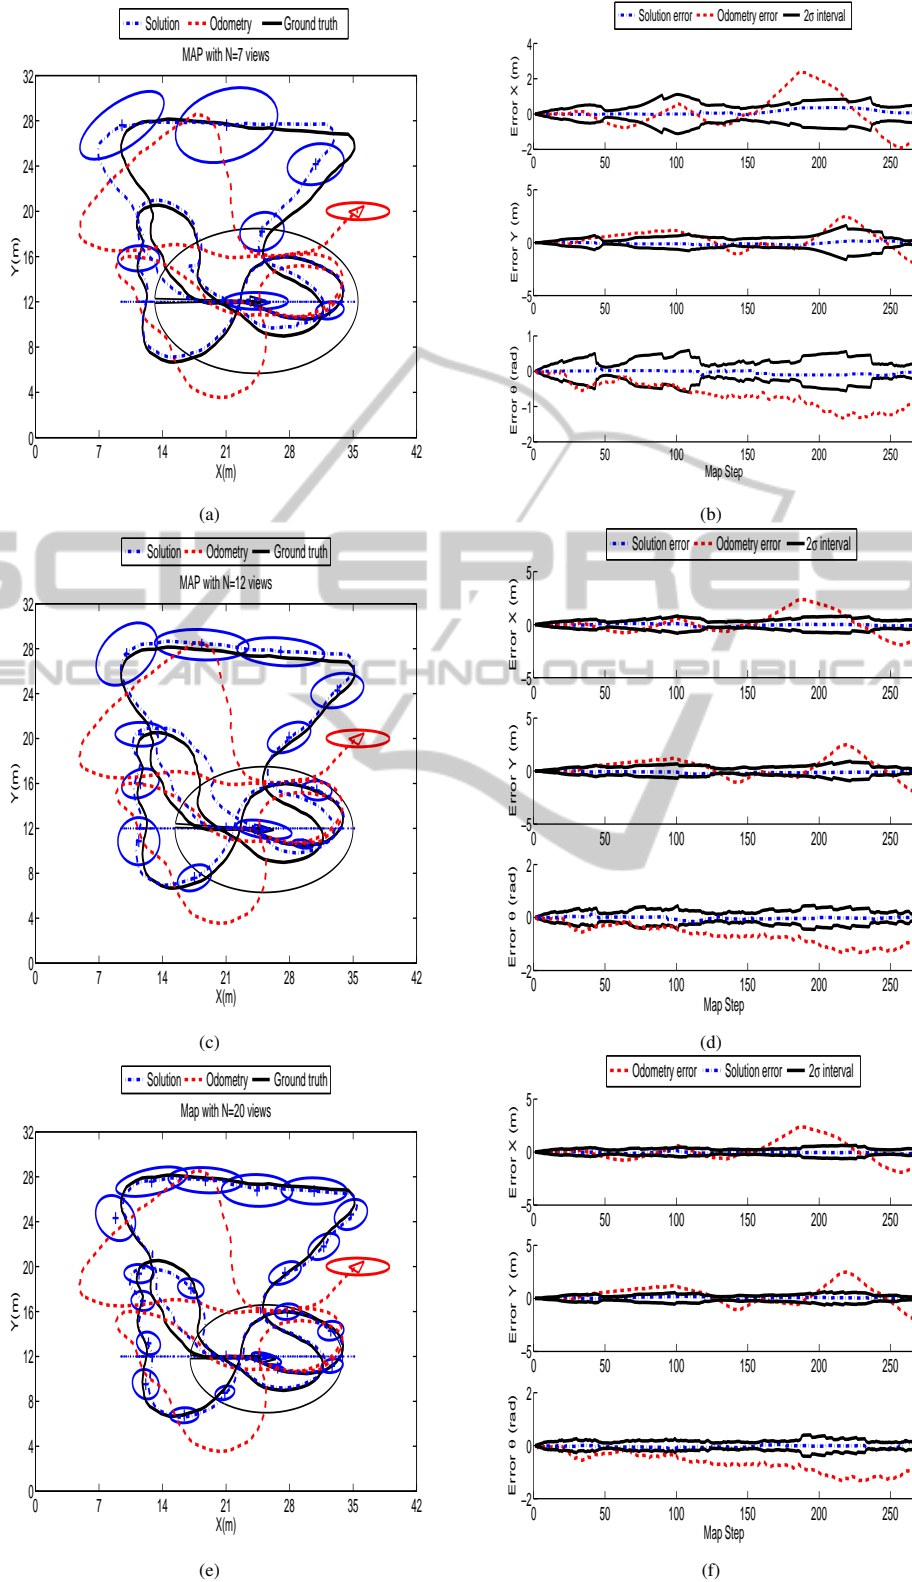 Solution Odometry Ground truth
MAP with N=7 views
32
28
24
20
16
12
8
4
0
Y(m)
0 7 14 21 28 35 42
X(m)
(a)
Solution error Odometry error 2σ interval
4
2
0
−2
Error X (m)
0 50 100 150 200 250
5
0
−5
Error Y (m)
0 50 100 150 200 250
1
0
−1
−2
Error θ (rad)
0 50 100 150 200 250
Map Step
(b)
SCITEPRES
ENCE AND TECHNOLOGY PUBLICAT
Solution Odometry Ground truth
MAP with N=12 views
32
28
24
20
16
12
8
4
0
Y(m)
0 7 14 21 28 35 42
X(m)
(c)
Solution error Odometry error 2σ interval
5
0
−5
Error X (m)
0 50 100 150 200 250
5
0
−5
Error Y (m)
0 50 100 150 200 250
2
0
−2
Error θ (rad)
0 50 100 150 200 250
Map Step
(d)
Solution Odometry Ground truth
Map with N=20 views
32
28
24
20
16
12
8
4
0
Y(m)
0 7 14 21 28 35 42
X(m)
(e)
Odometry error Solution error 2σ interval
5
0
−5
Error X (m)
0 50 100 150 200 250
5
0
−5
Error Y (m)
0 50 100 150 200 250
2
0
−2
Error θ (rad)
0 50 100 150 200 250
Map Step
(f)